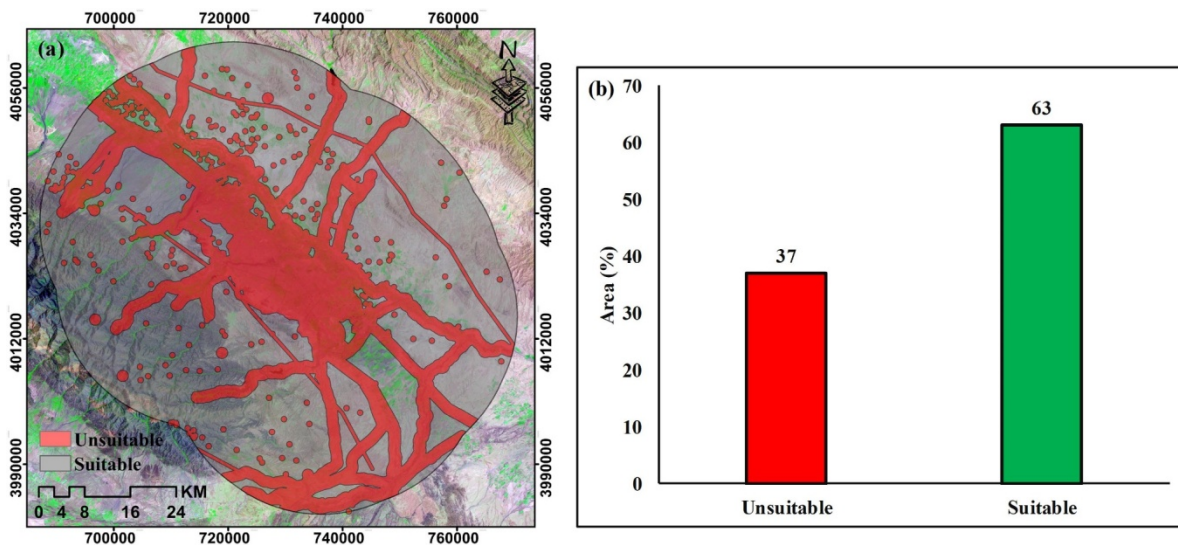 700000 720000 740000 760000
(a)
N
4056000 4056000
4034000 4034000
4012000 4012000
3990000 3990000
Unsuitable
Suitable
KM
0 4 8 16 24
700000 720000 740000 760000
(b)
Area (%)
70
60
50
40
30
20
10
0
37
63
Unsuitable Suitable